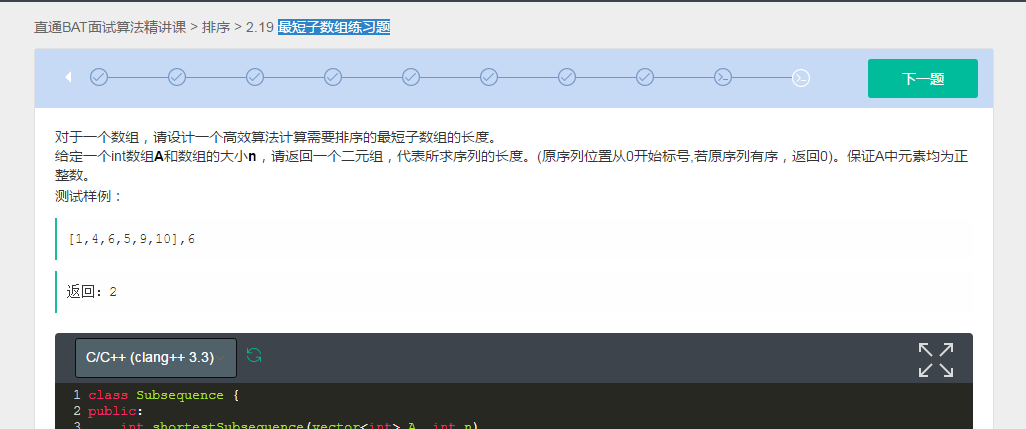 直通BAT面试算法精讲课 > 排序 > 2.19 最短子数组练习题
下一题
对于一个数组，请设计一个高效算法计算需要排序的最短子数组的长度。
给定一个int数组A和数组的大小n，请返回一个二元组，代表所求序列的长度。(原序列位置从0开始标号,若原序列有序，返回0)。保证A中元素均为正
整数。
测试样例：
[1,4,6,5,9,10],6
返回：2
C/C++ (clang++ 3.3)
1 class Subsequence {
2 public:
3 int shortestSubsequence(vector<int> A, int n)